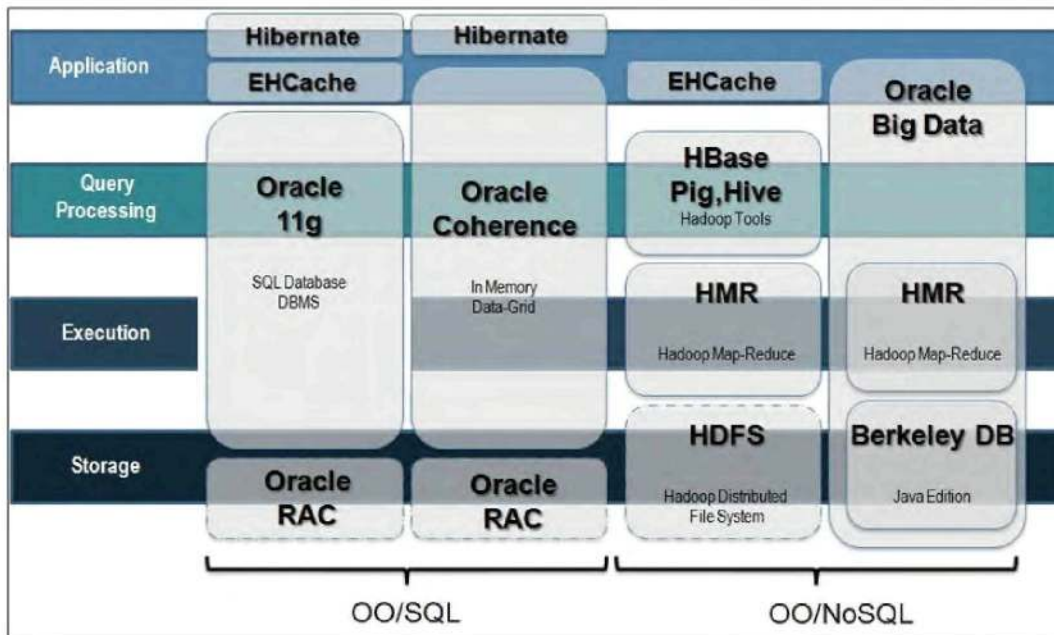 Application
Hibernate
Hibernate
EHCache
EHCache
Oracle
Big Data
Query
Processing
Oracle
11g
SQL Database
DBMS
Oracle
Coherence
In Memory
Data-Grid
HBase
Pig,Hive
Hadoop Tools
Execution
HMR
Hadoop Map-Reduce
HMR
Hadoop Map-Reduce
Storage
Oracle
RAC
Oracle
RAC
HDFS
Hadoop Distributed
File System
Berkeley DB
Java Edition
OO/SQL
OO/NoSQL